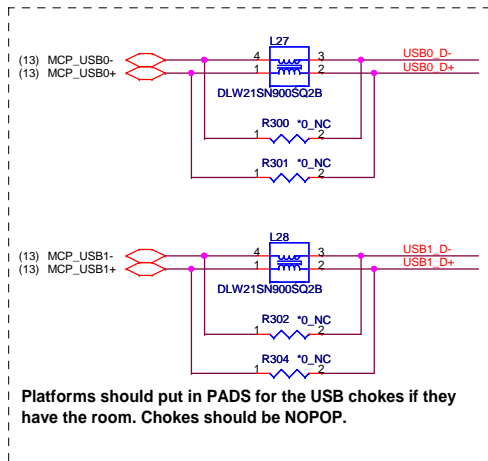 L27
(13) MCP_USB0- 4 3 USB0_D-
(13) MCP_USB0+ 1 2 USB0_D+
DLW21SN900SQ2B
R300 *0_NC
1 2
R301 *0_NC
1 2
L28
(13) MCP_USB1- 4 3 USB1_D-
(13) MCP_USB1+ 1 2 USB1_D+
DLW21SN900SQ2B
R302 *0_NC
1 2
R304 *0_NC
1 2
Platforms should put in PADS for the USB chokes if they
have the room. Chokes should be NOPOP.